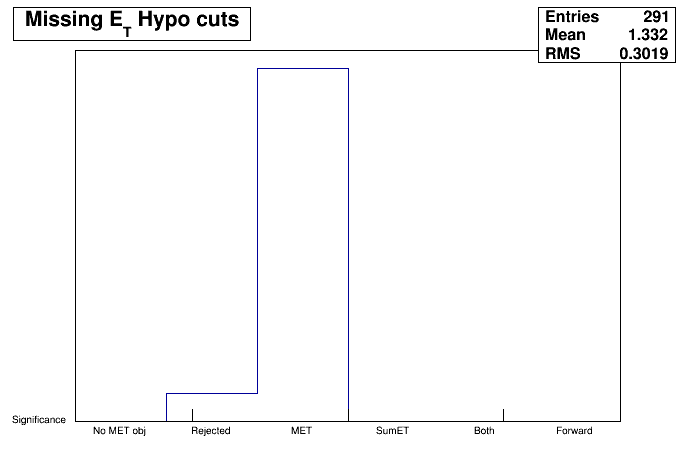 Missing ET Hypo cuts
Entries 291
Mean 1.332
RMS 0.3019
Significance
No MET obj Rejected MET SumET Both Forward